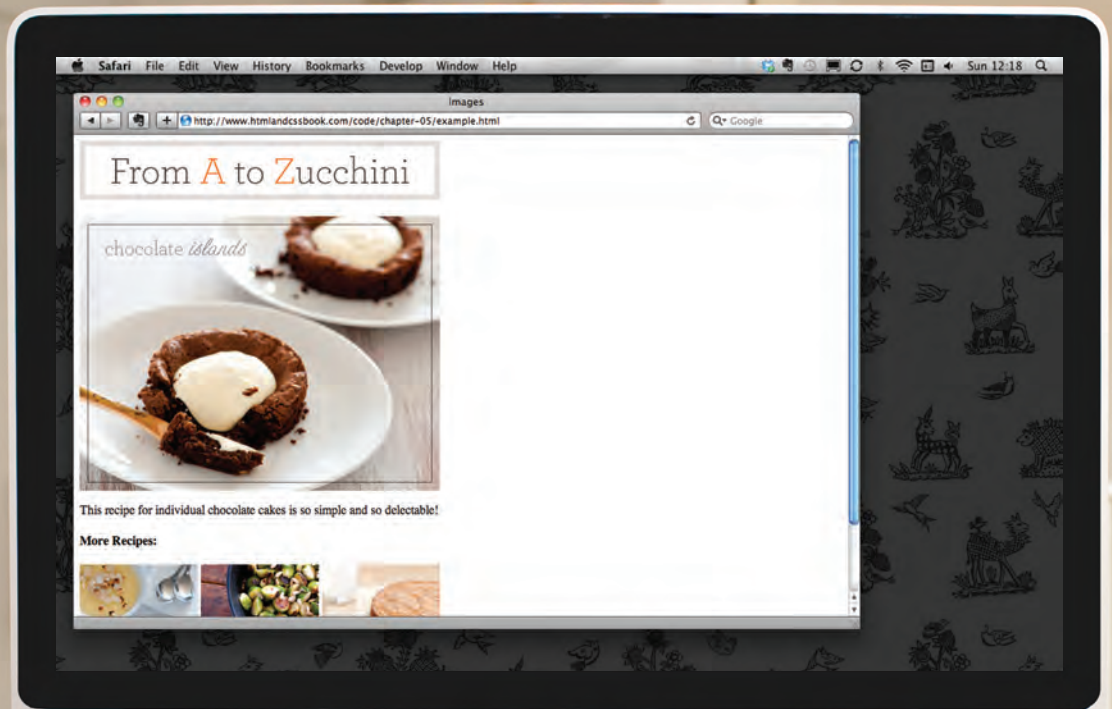 Safari File Edit View History Bookmarks Develop Window Help
Sun 12:18
Images
http://www.htmlandcssbook.com/code/chapter-05/example.html
Google
From A to Zucchini
chocolate islands
This recipe for individual chocolate cakes is so simple and so delectable!
More Recipes: